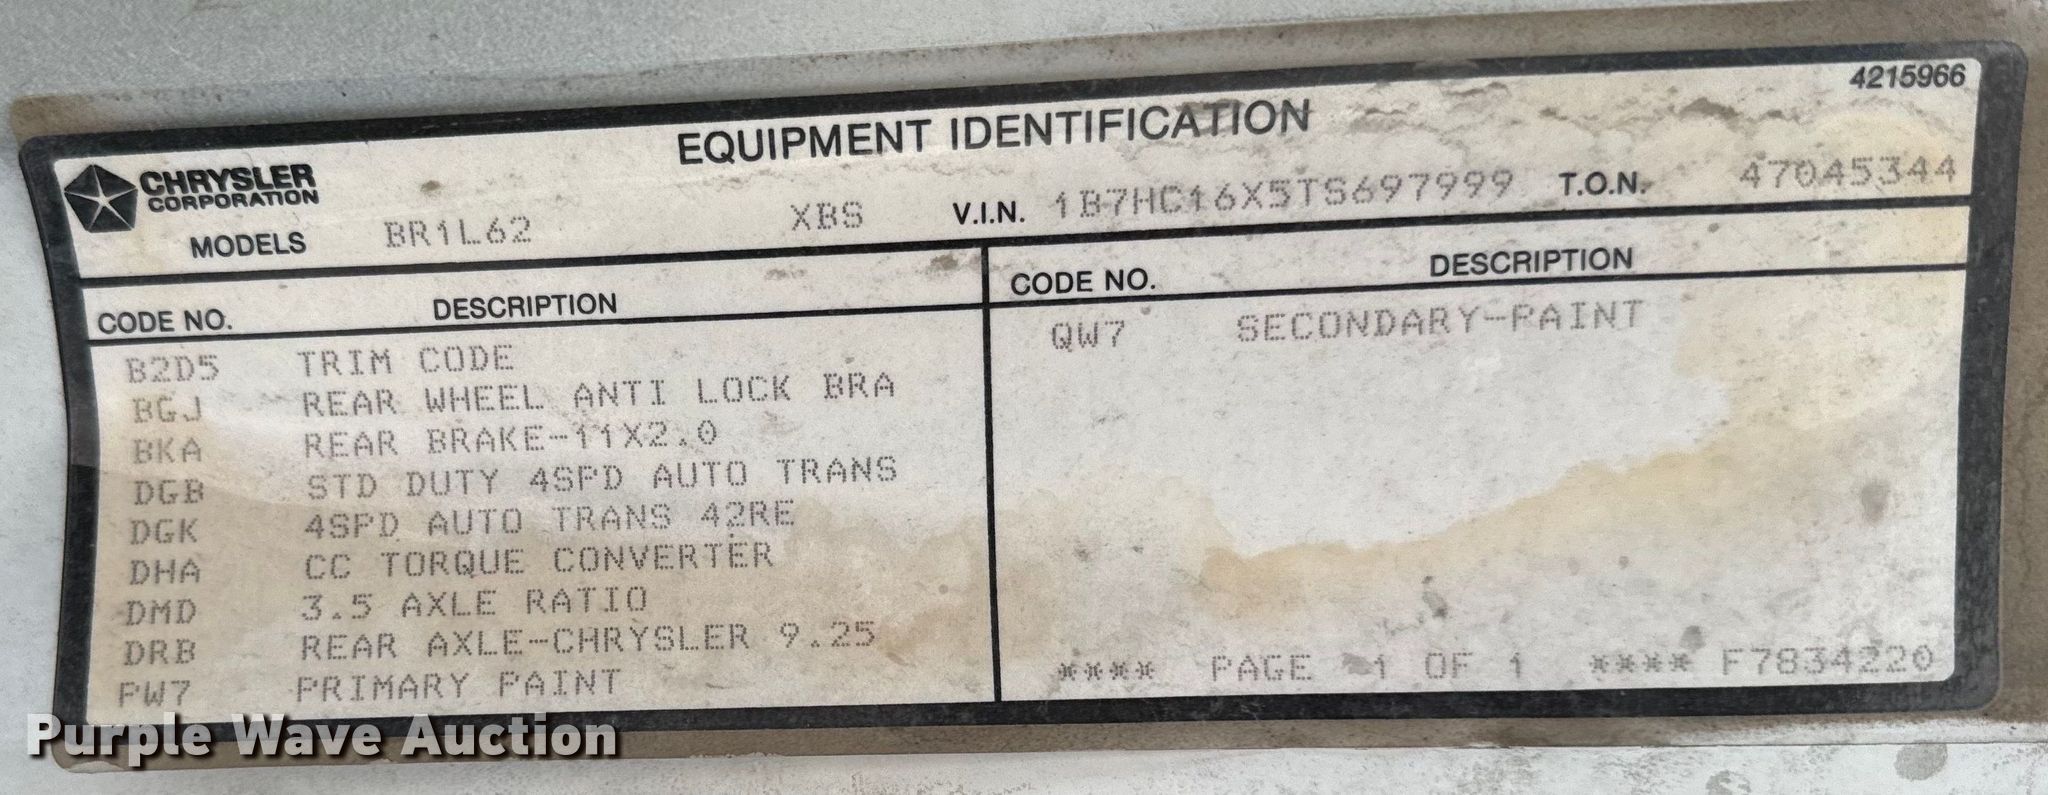 4215966
EQUIPMENT IDENTIFICATION
CHRYSLER
CORPORATION
MODELS BR1L62 XBS V.I.N. 1B7HC16X5TS697999 T.O.N. 47045344
CODE NO. DESCRIPTION
B2D5 TRIM CODE
BGJ REAR WHEEL ANTI LOCK BRA
BKA REAR BRAKE-11X2.0
DGB STD DUTY 4SPD AUTO TRANS
DGK 4SPD AUTO TRANS 42RE
DHA CC TORQUE CONVERTER
DMD 3.5 AXLE RATIO
DRB REAR AXLE-CHRYSLER 9.25
PW7 PRIMARY PAINT
CODE NO. DESCRIPTION
QW7 SECONDARY-PAINT
**** PAGE 1 OF 1 **** F7834220
Purple Wave Auction